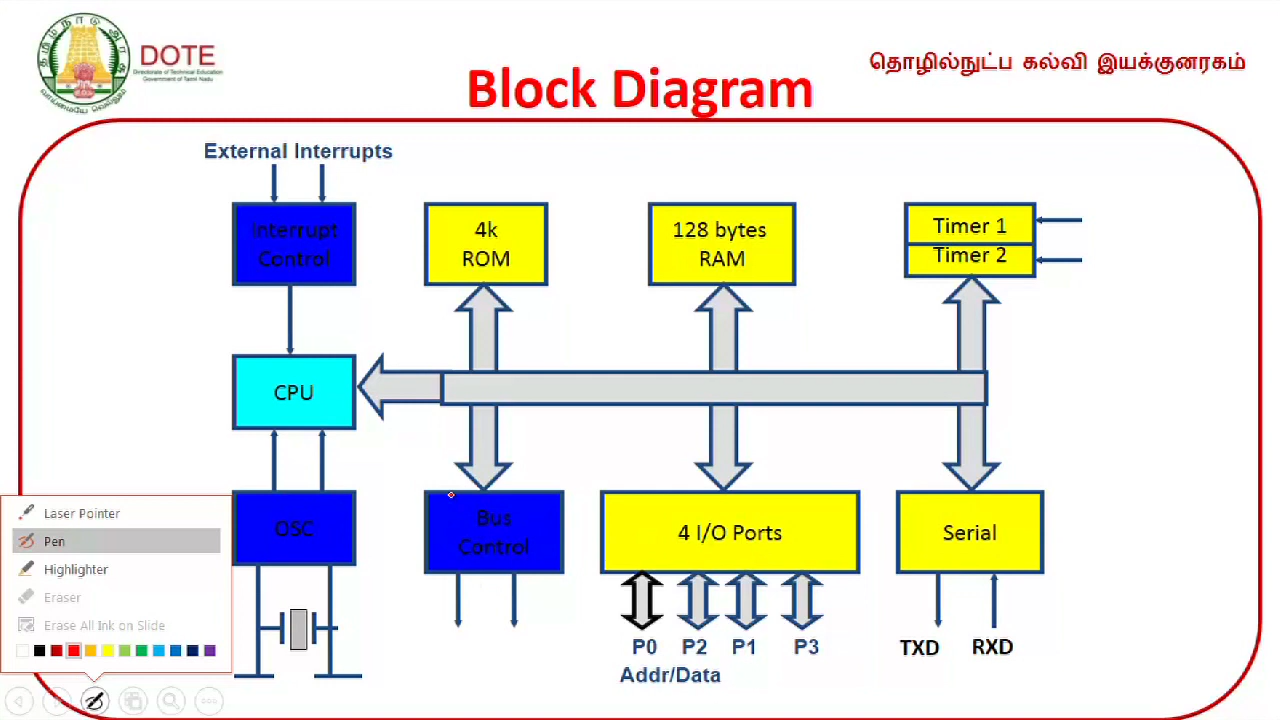 DOTE
Directorate of Technical Education
Government of Tamil Nadu
தொழில்நுட்ப கல்வி இயக்குனரகம்
Block Diagram
External Interrupts
Interrupt
Control
4k
ROM
128 bytes
RAM
Timer 1
Timer 2
CPU
OSC
Bus
Control
4 I/O Ports
Serial
P0 P2 P1 P3
Addr/Data
TXD RXD
Laser Pointer
Pen
Highlighter
Eraser
Erase All Ink on Slide